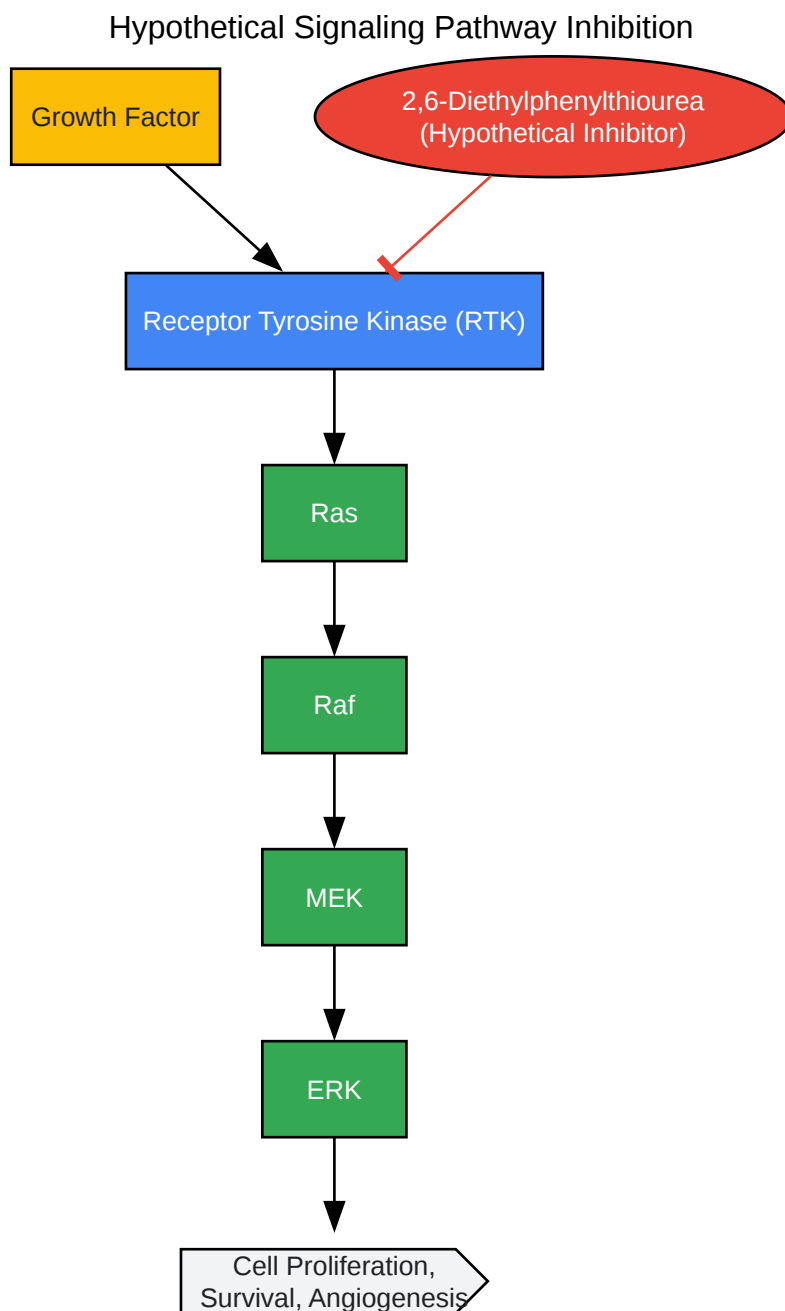 Hypothetical Signaling Pathway Inhibition
Growth Factor
2,6-Diethylphenylthiourea
(Hypothetical Inhibitor)
Receptor Tyrosine Kinase (RTK)
Ras
Raf
MEK
ERK
Cell Proliferation,
Survival, Angiogenesis